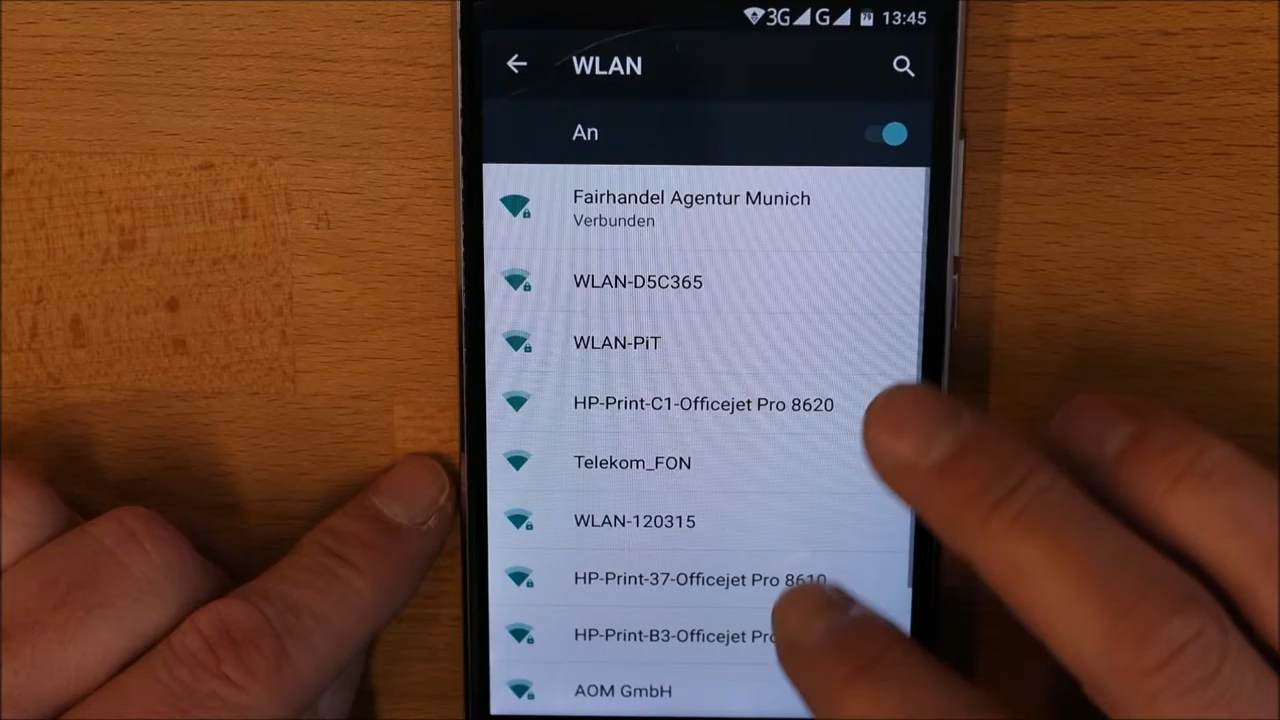 3G G 79 13:45
WLAN
An
Fairhandel Agentur Munich
Verbunden
WLAN-D5C365
WLAN-PiT
HP-Print-C1-Officejet Pro 8620
Telekom_FON
WLAN-120315
HP-Print-37-Officejet Pro 8610
HP-Print-B3-Officejet
AOM GmbH